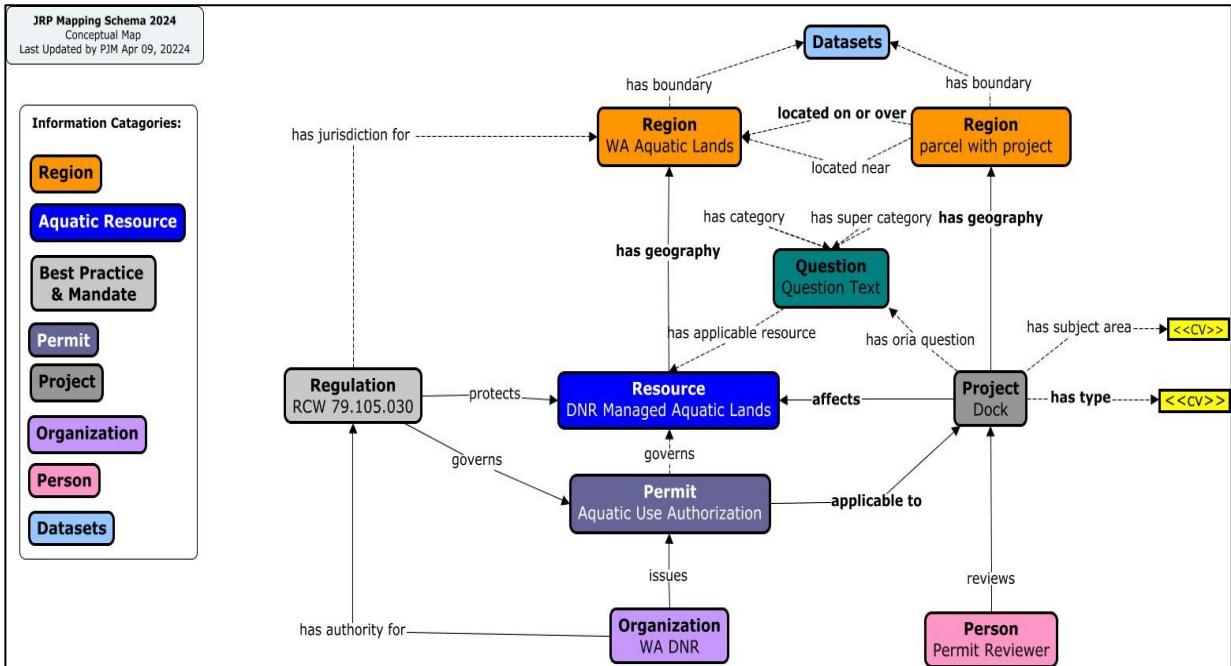 JRP Mapping Schema 2024
Conceptual Map
Last Updated by PJM Apr 09, 20224
Information Catagories:
Region
Aquatic Resource
Best Practice
& Mandate
Permit
Project
Organization
Person
Datasets
Datasets
has boundary
has boundary
has jurisdiction for
Region
WA Aquatic Lands
located on or over
located near
Region
parcel with project
has category
has super category
has geography
has geography
Question
Question Text
has applicable resource
has oria question
has subject area
<<CV>>
Regulation
RCW 79.105.030
protects
Resource
DNR Managed Aquatic Lands
affects
Project
Dock
has type
<<CV>>
governs
governs
Permit
Aquatic Use Authorization
applicable to
issues
reviews
has authority for
Organization
WA DNR
Person
Permit Reviewer